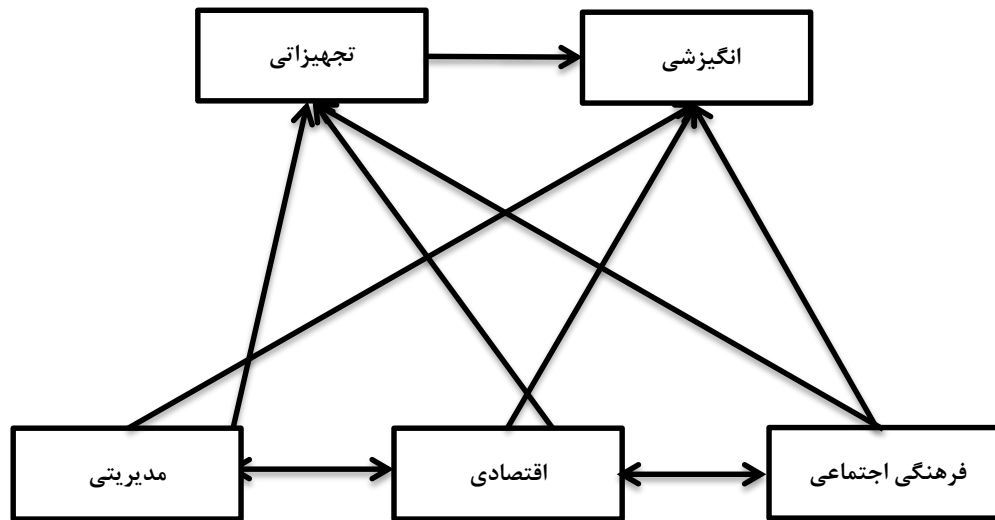 انگیزشی
تجهیزاتی
فرهنگی اجتماعی
اقتصادی
مدیریتی